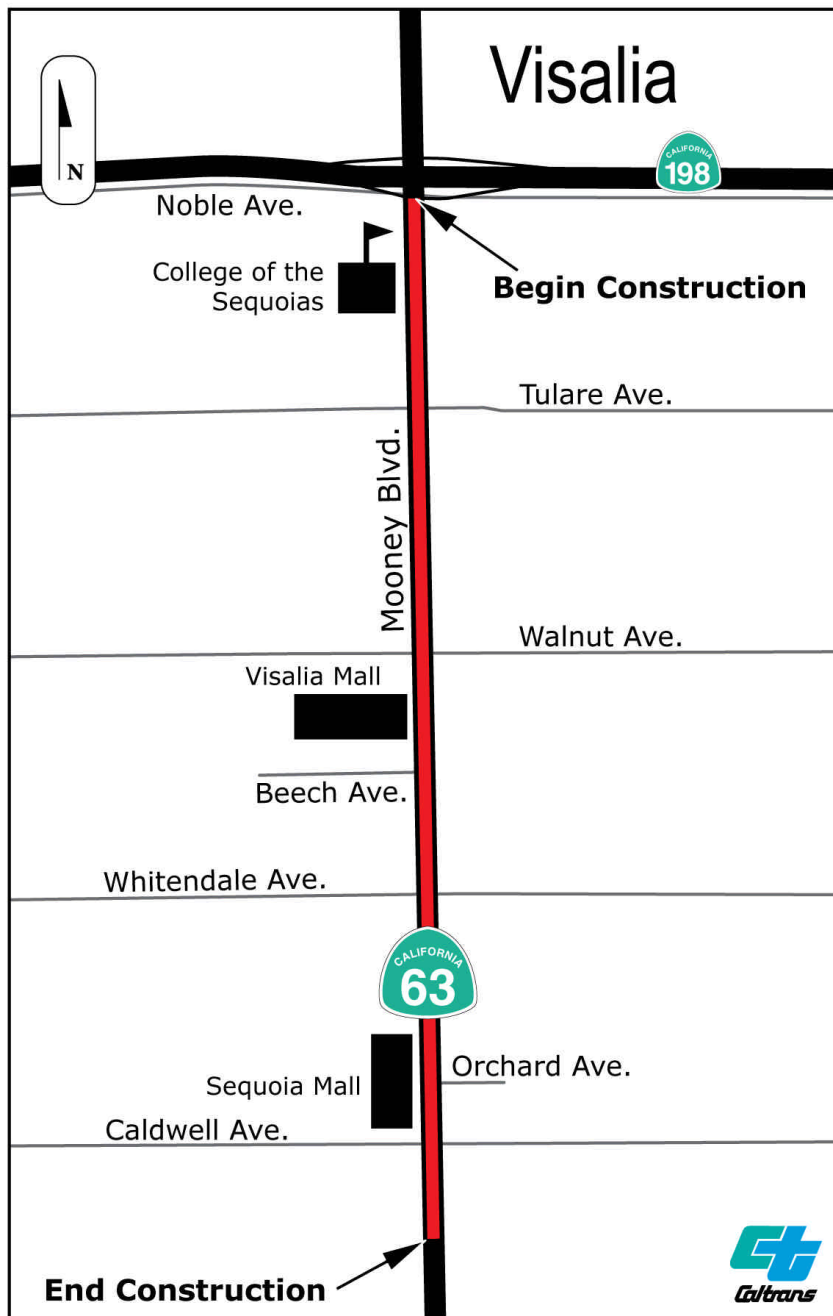 Visalia
N
CALIFORNIA
198
Noble Ave.
College of the
Sequoias
Begin Construction
Tulare Ave.
Mooney Blvd.
Walnut Ave.
Visalia Mall
Beech Ave.
Whitendale Ave.
CALIFORNIA
63
Orchard Ave.
Sequoia Mall
Caldwell Ave.
End Construction
ct
Caltrans